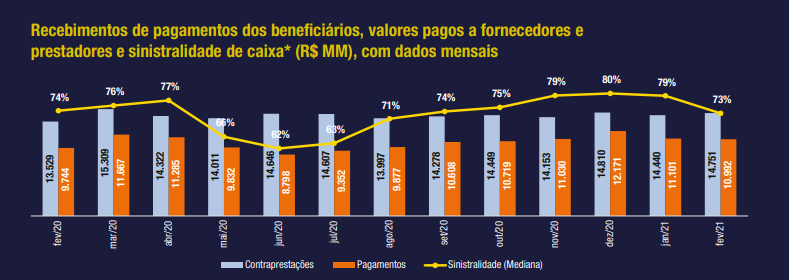 Recebimentos de pagamentos dos beneficiários, valores pagos a fornecedores e
prestadores e sinistralidade de caixa* (R$ MM), com dados mensais
74% 76% 77% 66% 62% 63% 71% 74% 75% 79% 80% 79% 73%
13.529 9.744 15.309 11.667 14.322 11.285 14.011 9.832 14.646 8.798 14.607 9.352 13.997 9.877 14.278 10.608 14.449 10.719 14.153 11.030 14.810 12.171 14.440 11.101 14.751 10.992
fev/20 mar/20 abr/20 mai/20 jun/20 jul/20 ago/20 set/20 out/20 nov/20 dez/20 jan/21 fev/21
Contraprestações Pagamentos Sinistralidade (Mediana)